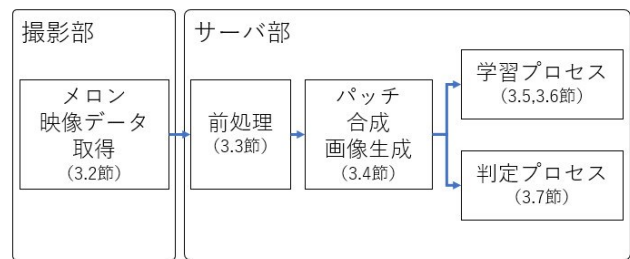 撮影部
メロン
映像データ
取得
（3.2節）
サーバ部
前処理
（3.3節）
パッチ
合成
画像生成
（3.4節）
学習プロセス
（3.5,3.6節）
判定プロセス
（3.7節）